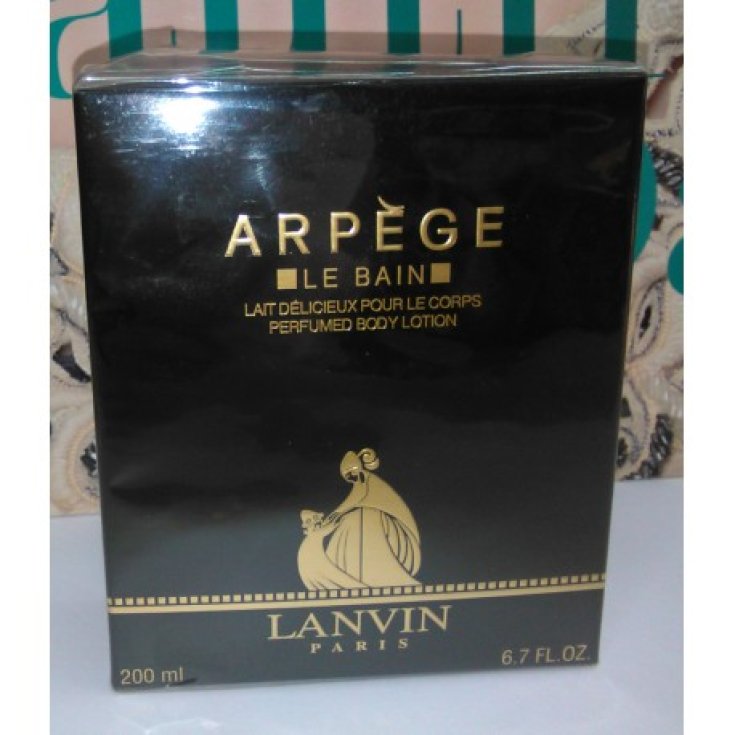 ARPÈGE
LE BAIN
LAIT DÉLICIEUX POUR LE CORPS
PERFUMED BODY LOTION
LANVIN
PARIS
200 ml
6.7 FL.OZ.